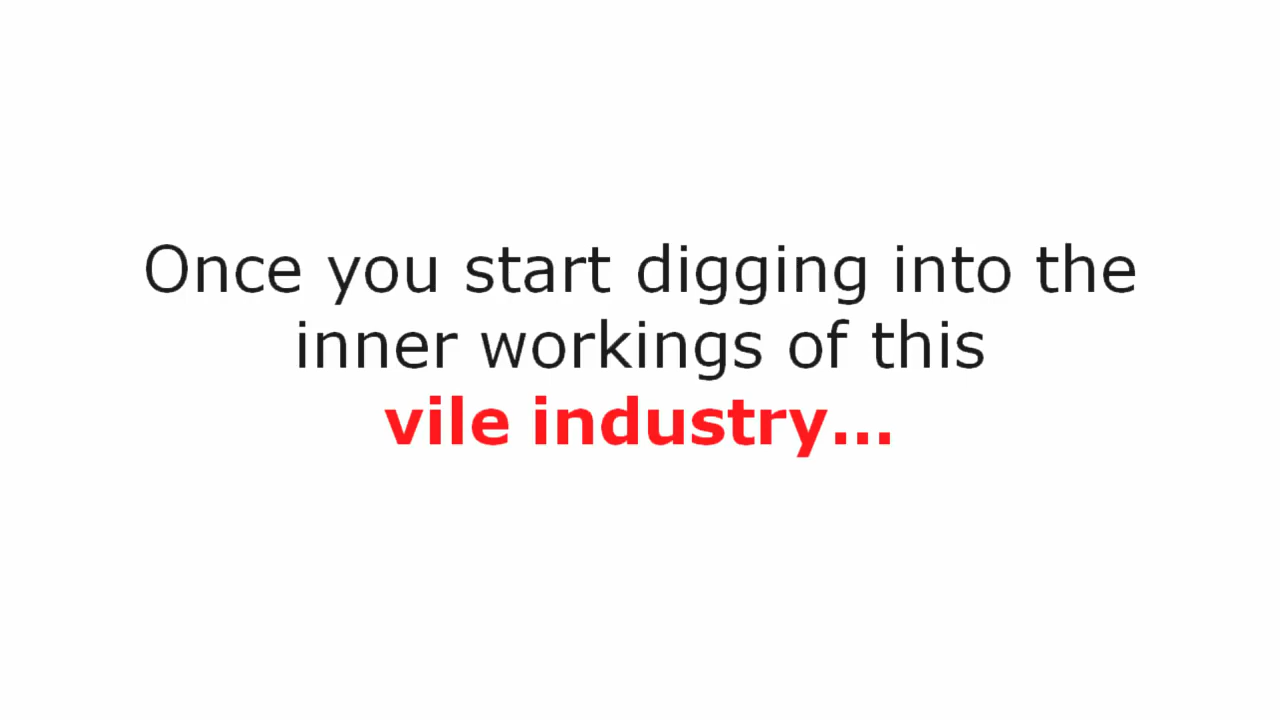 Once you start digging into the
inner workings of this
vile industry...